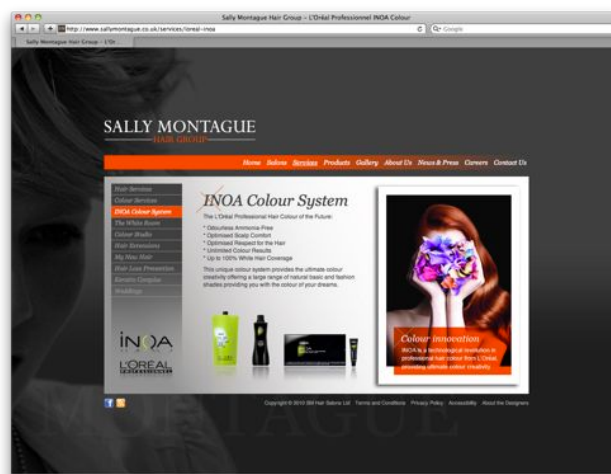 Sally Montague Hair Group – L'Oréal Professionnel INOA Colour
http://www.sallymontague.co.uk/services/loreal-inoa
Google
Sally Montague Hair Group – L'Or...
SALLY MONTAGUE
HAIR GROUP
Home Salons Services Products Gallery About Us News & Press Careers Contact Us
Hair Services
Colour Services
INOA Colour System
The White Room
Colour Studio
Hair Extensions
My New Hair
Hair Loss Prevention
Keratin Complex
Weddings
iNOA
L'ORÉAL
PROFESSIONNEL
INOA Colour System
The L'Oréal Professional Hair Colour of the Future:
* Odourless Ammonia-Free
* Optimised Scalp Comfort
* Optimised Respect for the Hair
* Unlimited Colour Results
* Up to 100% White Hair Coverage
This unique colour system provides the ultimate colour
creativity offering a large range of natural basic and fashion
shades providing you with the colour of your dreams.
Colour innovation
INOA is a technological revolution in
professional hair colour from L'Oréal
providing ultimate colour creativity
Copyright © 2010 SM Hair Salons Ltd Terms and Conditions Privacy Policy Accessibility About the Designers
MONTAGUE